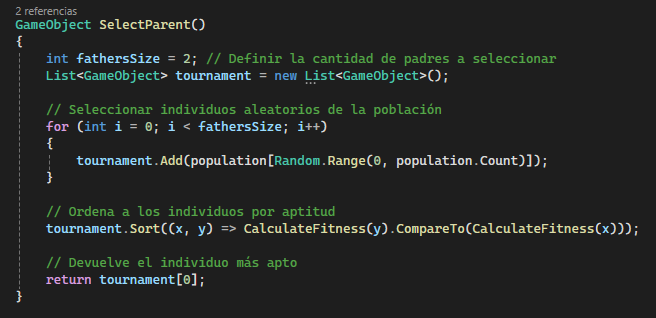 2 referencias
GameObject SelectParent()
{
int fathersSize = 2; // Definir la cantidad de padres a seleccionar
List<GameObject> tournament = new List<GameObject>();
// Seleccionar individuos aleatorios de la población
for (int i = 0; i < fathersSize; i++)
{
tournament.Add(population[Random.Range(0, population.Count)]);
}
// Ordena a los individuos por aptitud
tournament.Sort((x, y) => CalculateFitness(y).CompareTo(CalculateFitness(x)));
// Devuelve el individuo más apto
return tournament[0];
}